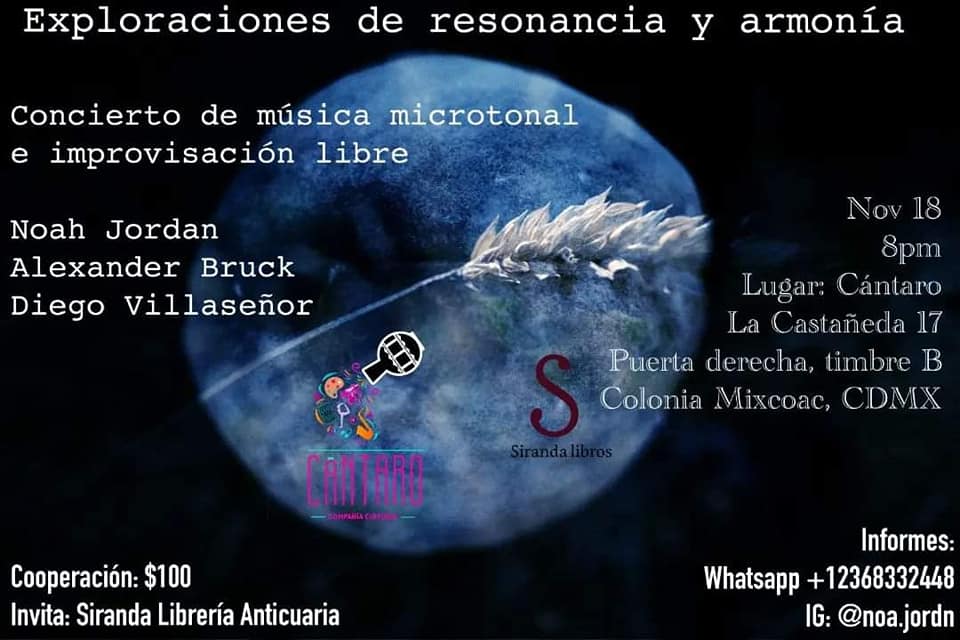 Exploraciones de resonancia y armonía
Concierto de música microtonal
e improvisación libre
Noah Jordan
Alexander Bruck
Diego Villaseñor
Nov 18
8pm
Lugar: Cántaro
La Castañeda 17
Puerta derecha, timbre B
Colonia Mixcoac, CDMX
S
Siranda libros
CÁNTARO
COMPAÑÍA CURTIDA
Cooperación: $100
Invita: Siranda Librería Anticuaria
Informes:
Whatsapp +12368332448
IG: @noa.jordn